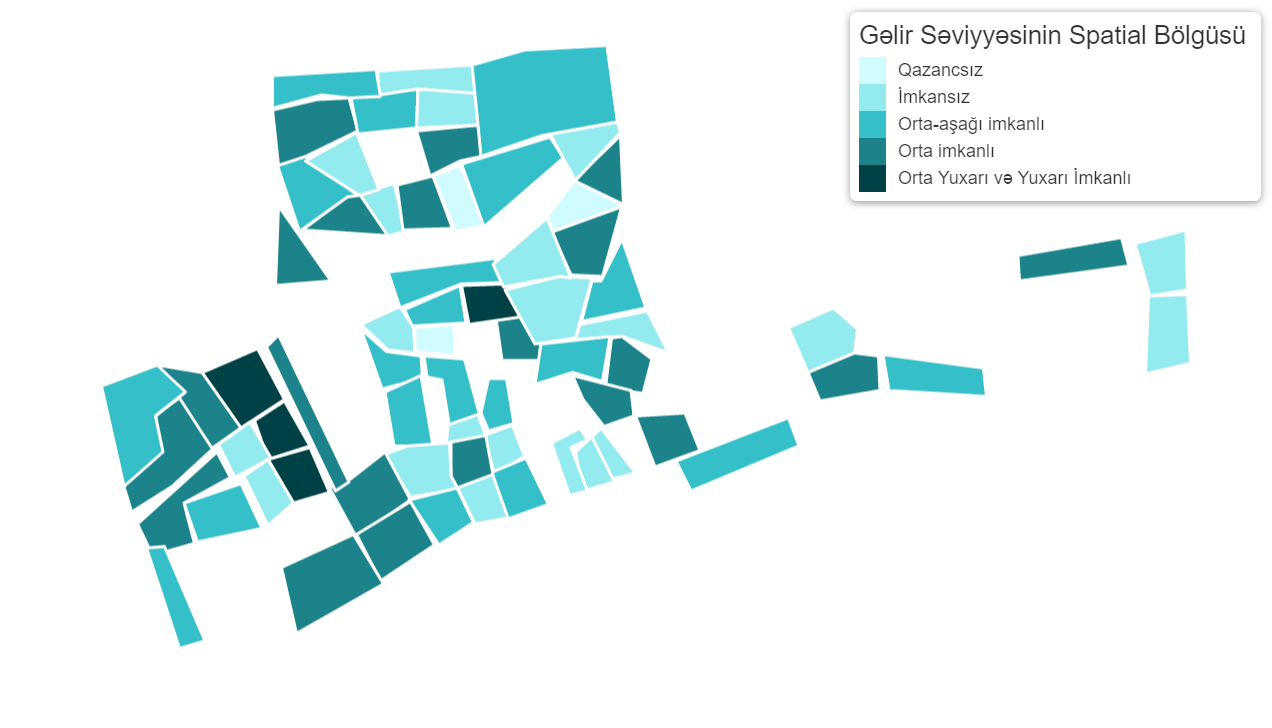 Gəlir Səviyyəsinin Spatial Bölgüsü
Qazancsız
İmkansız
Orta-aşağı imkanlı
Orta imkanlı
Orta Yuxarı və Yuxarı İmkanlı